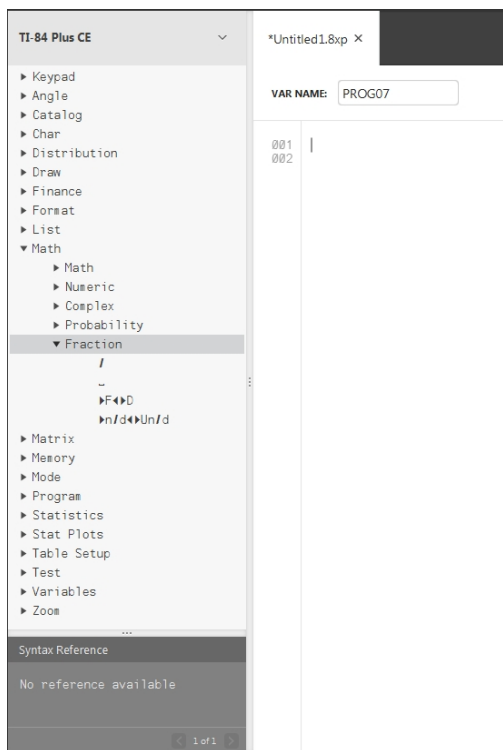 TI-84 Plus CE
*Untitled1.8xp ×
VAR NAME: PROG07
▸ Keypad
▸ Angle
▸ Catalog
▸ Char
▸ Distribution
▸ Draw
▸ Finance
▸ Format
▸ List
▾ Math
▸ Math
▸ Numeric
▸ Complex
▸ Probability
▾ Fraction
/
⎵
▸F◂▸D
▸n/d◂▸Un/d
▸ Matrix
▸ Memory
▸ Mode
▸ Program
▸ Statistics
▸ Stat Plots
▸ Table Setup
▸ Test
▸ Variables
▸ Zoom
001
002
Syntax Reference
No reference available
1 of 1